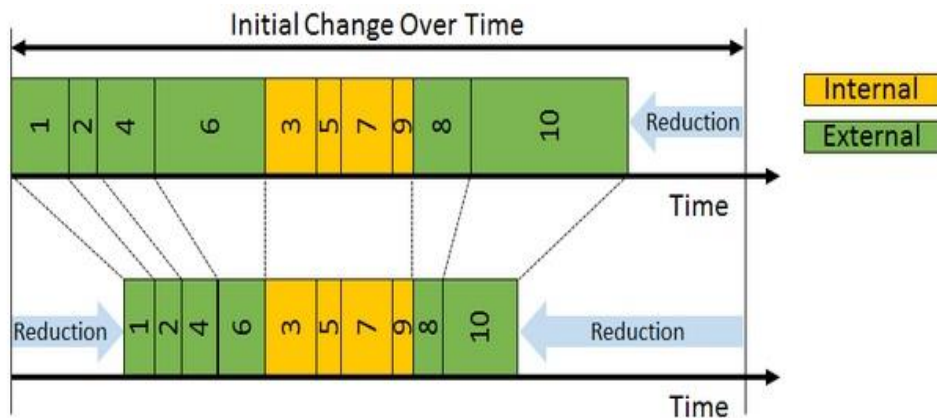 Initial Change Over Time
1 2 4 6 3 5 7 9 8 10
Reduction
Internal
External
Time
Reduction
1 2 4 6 3 5 7 9 8 10
Reduction
Time